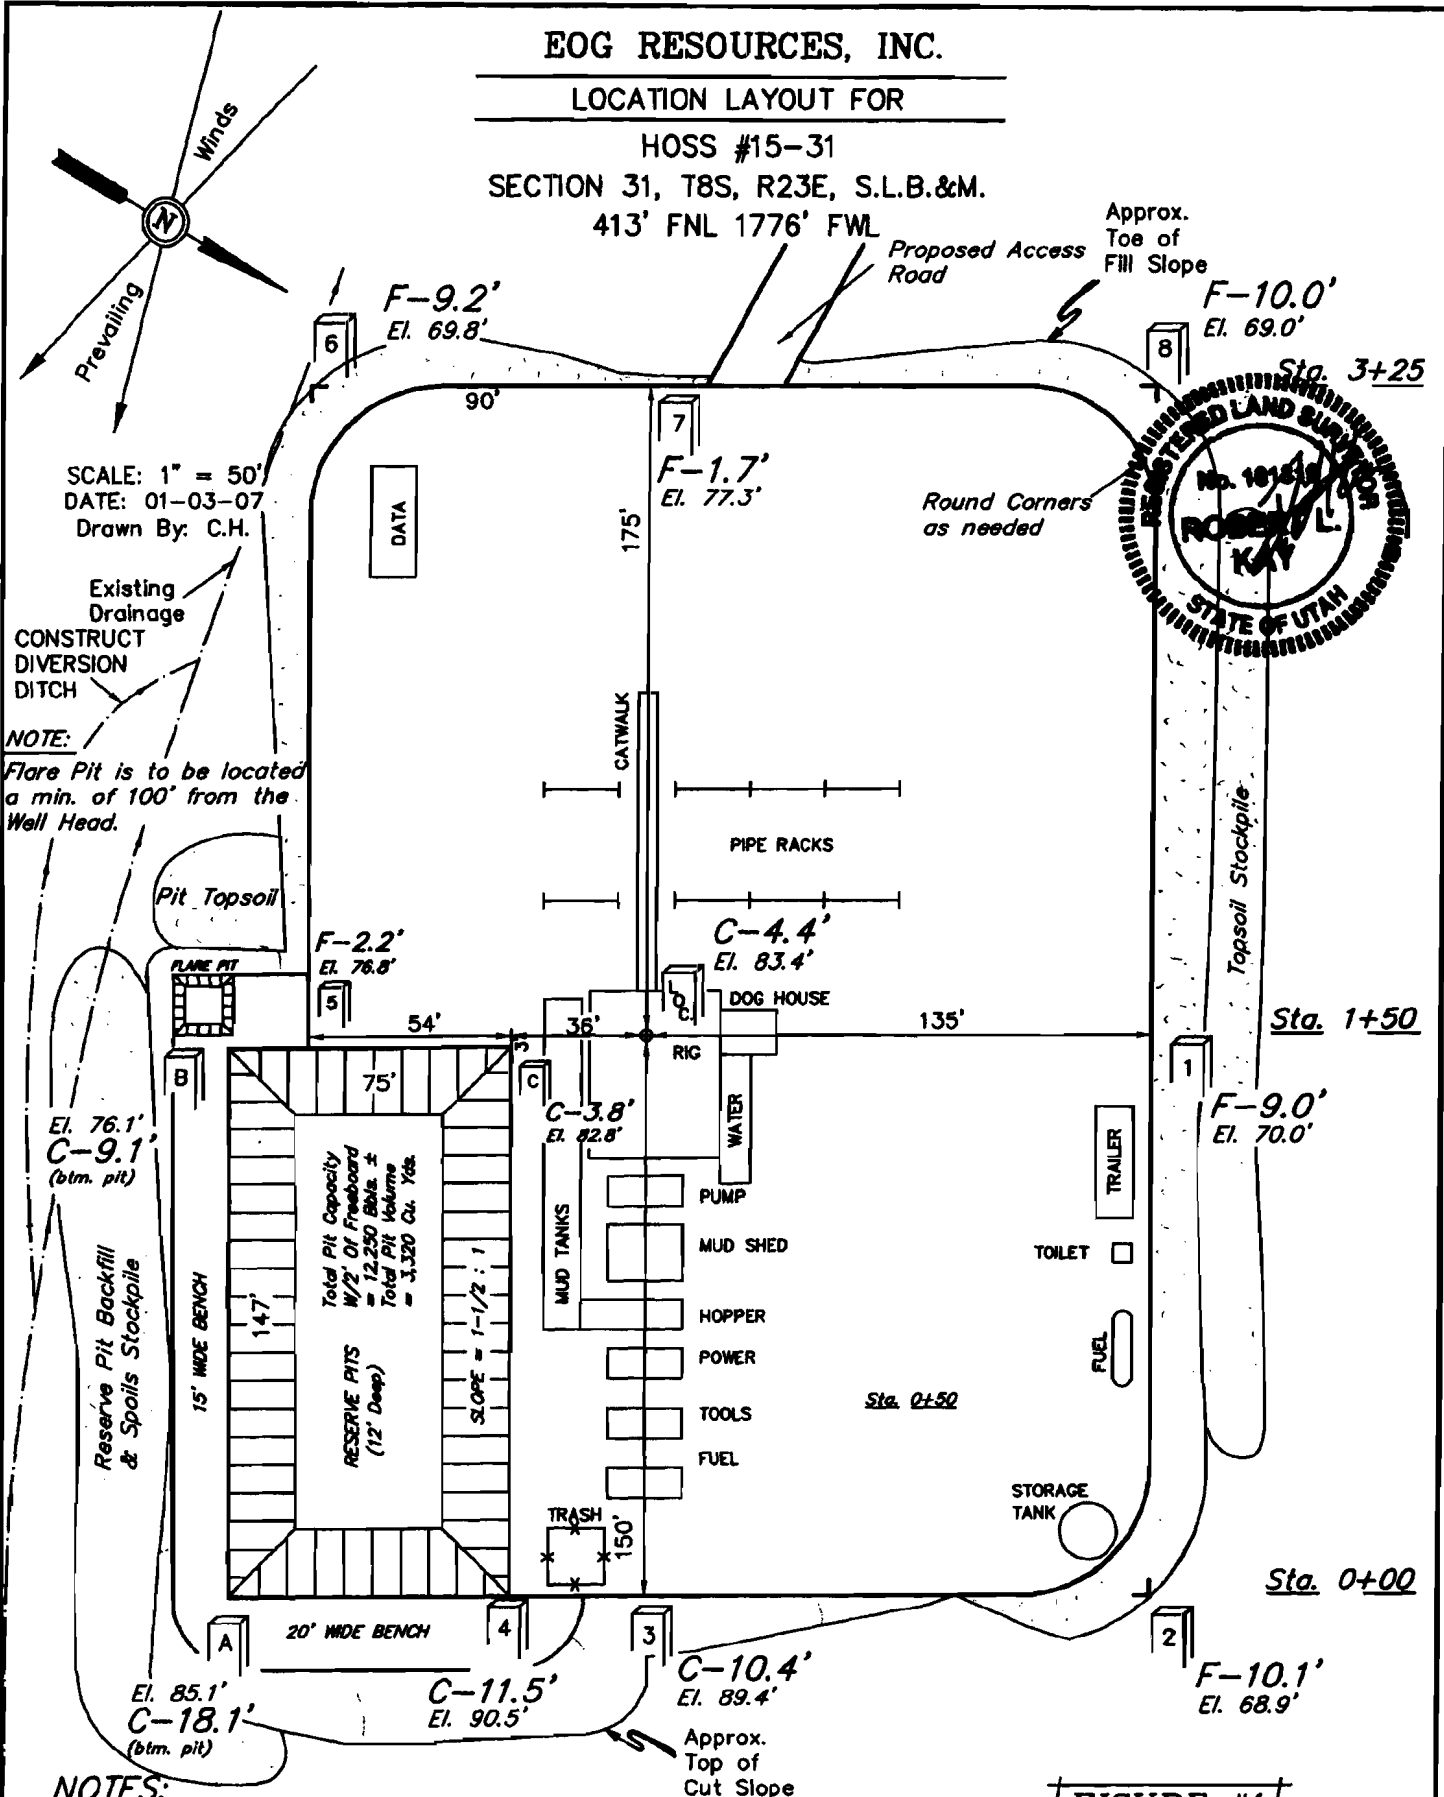 EOG RESOURCES, INC.
LOCATION LAYOUT FOR
HOSS #15-31
SECTION 31, T8S, R23E, S.L.B.&M.
413' FNL 1776' FWL
Winds
N
Prevailing
Proposed Access
Road
Approx.
Toe of
Fill Slope
F-9.2'
El. 69.8'
6
F-10.0'
El. 69.0'
8
Sta. 3+25
90'
7
F-1.7'
El. 77.3'
175'
SCALE: 1" = 50'
DATE: 01-03-07
Drawn By: C.H.
DATA
Round Corners
as needed
REGISTERED LAND SURVEYOR
ROBERT L.
KAY
STATE OF UTAH
Existing
Drainage
CONSTRUCT
DIVERSION
DITCH
NOTE:
Flare Pit is to be located
a min. of 100' from the
Well Head.
CATWALK
PIPE RACKS
Topsoil Stockpile
Pit Topsoil
F-2.2'
El. 76.8'
5
FLARE PIT
C-4.4'
El. 83.4'
LOC.
DOG HOUSE
54'
36'
135'
Sta. 1+50
RIG
B
75'
C
1
El. 76.1'
C-9.1'
(btm. pit)
C-3.8'
El. 82.8'
WATER
F-9.0'
El. 70.0'
TRAILER
Total Pit Capacity
W/2' Of Freeboard
= 12,250 Bbls. ±
Total Pit Volume
= 3,320 Cu. Yds.
PUMP
MUD TANKS
MUD SHED
TOILET
Reserve Pit Backfill
& Spoils Stockpile
15' WIDE BENCH
147'
RESERVE PITS
(12' Deep)
SLOPE = 1-1/2 : 1
HOPPER
POWER
FUEL
TOOLS
Sta. 0+50
FUEL
TRASH
150'
STORAGE
TANK
Sta. 0+00
A
20' WIDE BENCH
4
3
2
El. 85.1'
C-18.1'
(btm. pit)
C-11.5'
El. 90.5'
C-10.4'
El. 89.4'
F-10.1'
El. 68.9'
Approx.
Top of
Cut Slope
NOTES:
FIGURE #1